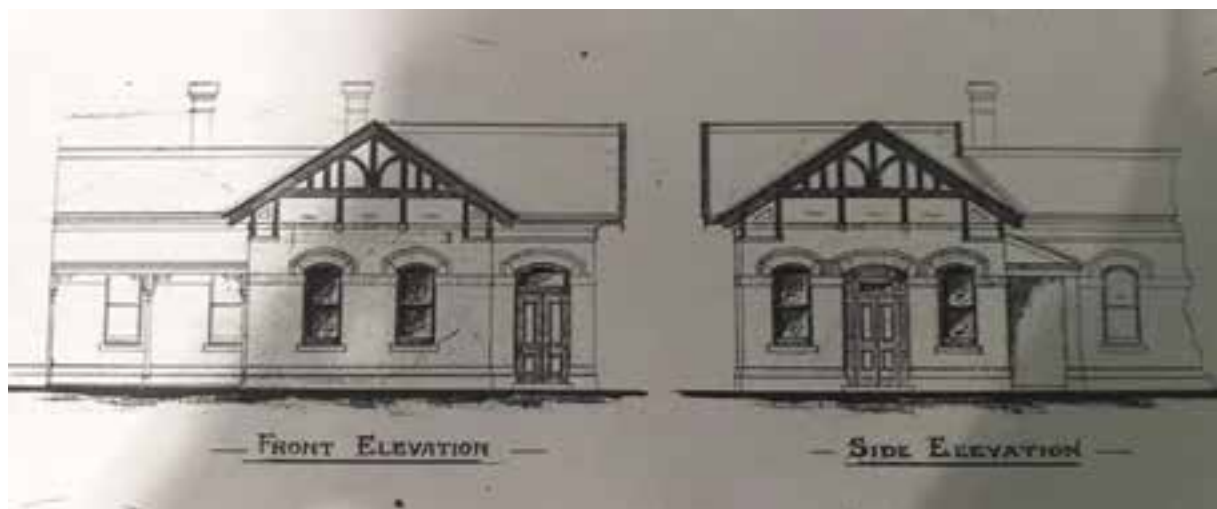 — FRONT ELEVATION —
— SIDE ELEVATION —